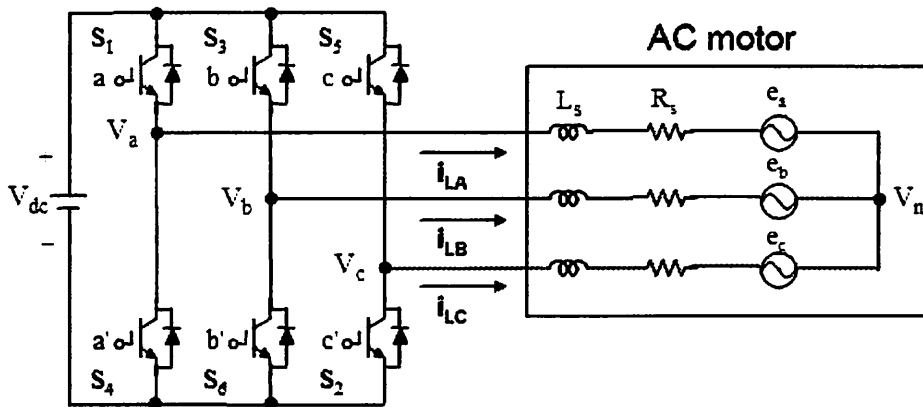 AC motor
S1 S3 S5
a b c
Ls Rs ea
Va
iLA
eb
Vdc
+
−
Vb
Vn
iLB
ec
Vc
iLC
a' b' c'
S4 S6 S2